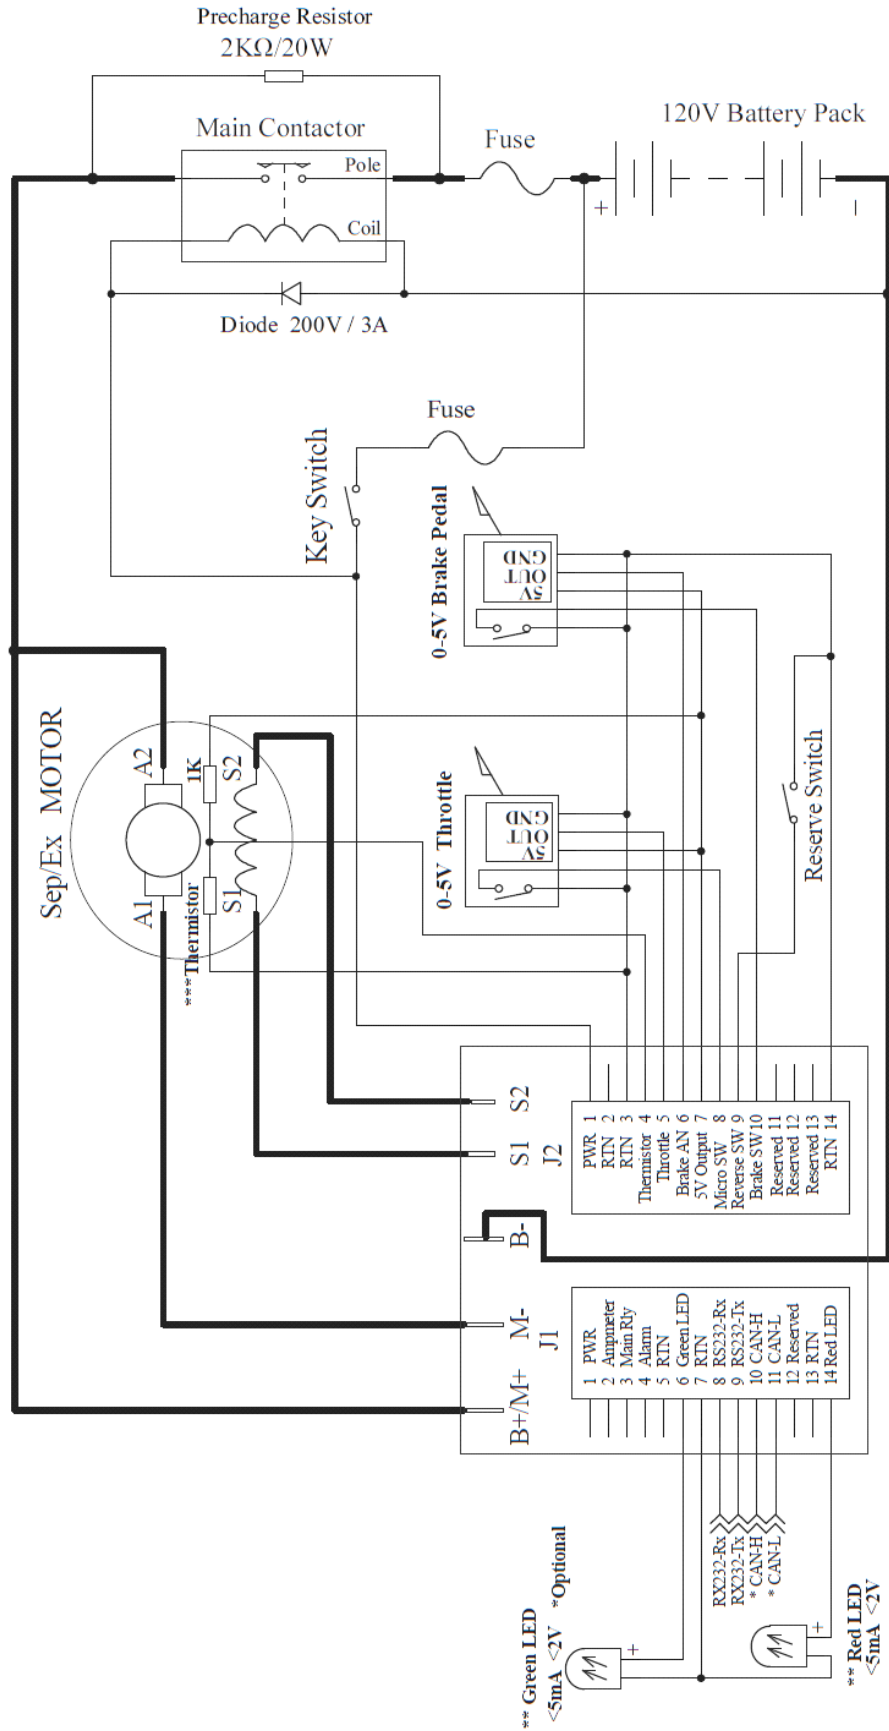 Precharge Resistor
2KΩ/20W
Main Contactor
Pole
Coil
Fuse
120V Battery Pack
+
−
Diode 200V / 3A
Fuse
Key Switch
0-5V Brake Pedal
GND
OUT
5V
Sep/Ex MOTOR
A2
A1
1K
S2
S1
***Thermistor
0-5V Throttle
GND
OUT
5V
Reserve Switch
S2
S1
B-
M-
B+/M+
J2
PWR 1
RTN 2
RTN 3
Thermistor 4
Throttle 5
Brake AN 6
5V Output 7
Micro SW 8
Reverse SW 9
Brake SW10
Reserved 11
Reserved 12
Reserved 13
RTN 14
J1
1 PWR
2 Ampmeter
3 Main Rly
4 Alarm
5 RTN
6 Green LED
7 RTN
8 RS232-Rx
9 RS232-Tx
10 CAN-H
11 CAN-L
12 Reserved
13 RTN
14 Red LED
RX232-Rx
RX232-Tx
* CAN-H
* CAN-L
** Green LED
<5mA <2V *Optional
+
** Red LED
<5mA <2V
+